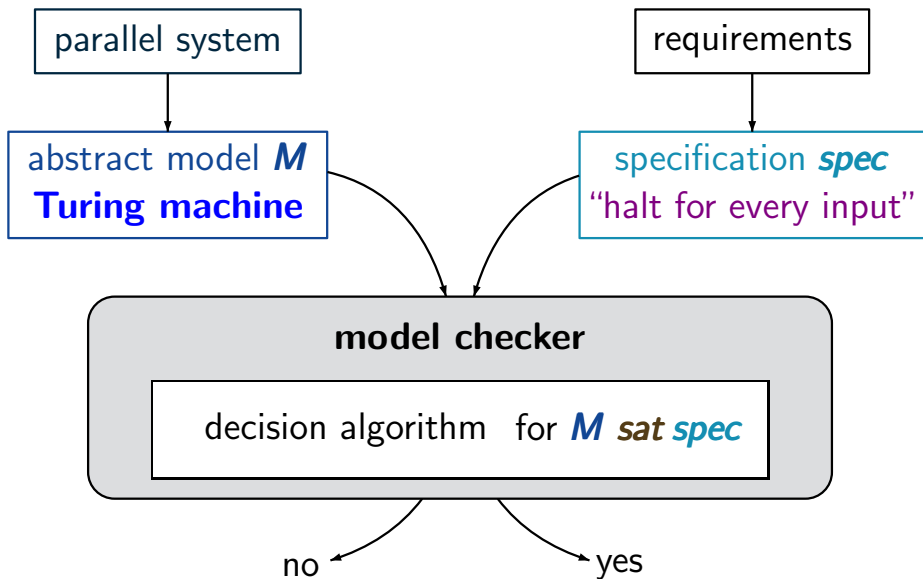 parallel system
requirements
abstract model M
Turing machine
specification spec
“halt for every input”
model checker
decision algorithm for M sat spec
no
yes